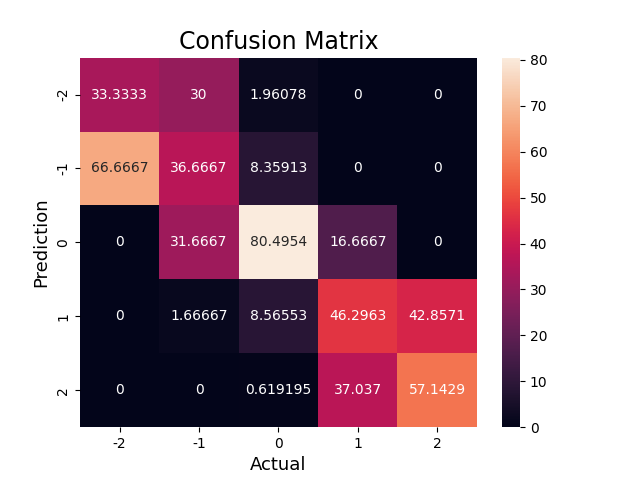 Confusion Matrix
80
-2 33.3333 30 1.96078 0 0
70
-1 66.6667 36.6667 8.35913 0 0
60
50
Prediction
0 0 31.6667 80.4954 16.6667 0
40
30
1 0 1.66667 8.56553 46.2963 42.8571
20
2 0 0 0.619195 37.037 57.1429
10
0
-2 -1 0 1 2
Actual